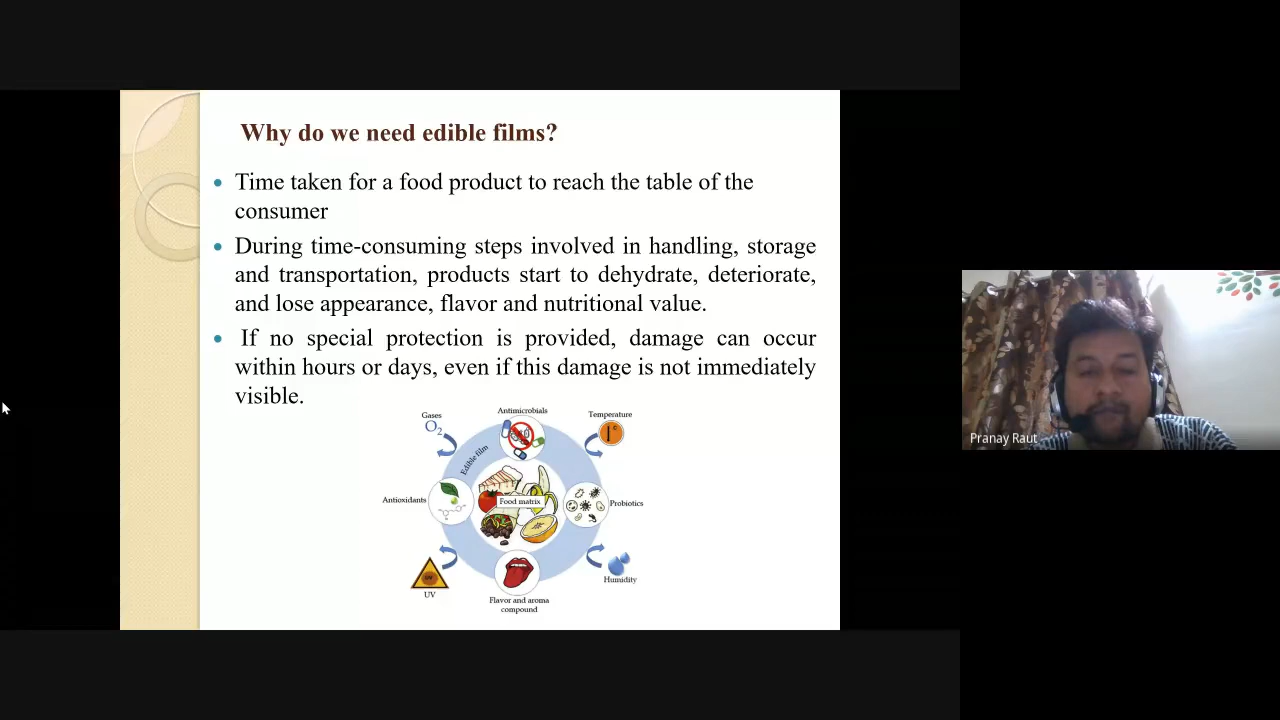 Why do we need edible films?
Time taken for a food product to reach the table of the
consumer
During time-consuming steps involved in handling, storage
and transportation, products start to dehydrate, deteriorate,
and lose appearance, flavor and nutritional value.
If no special protection is provided, damage can occur
within hours or days, even if this damage is not immediately
visible.
Gases
O2
Antimicrobials
Temperature
Edible film
Antioxidants
Food matrix
Probiotics
UV
Humidity
Flavor and aroma
compound
Pranay Raut